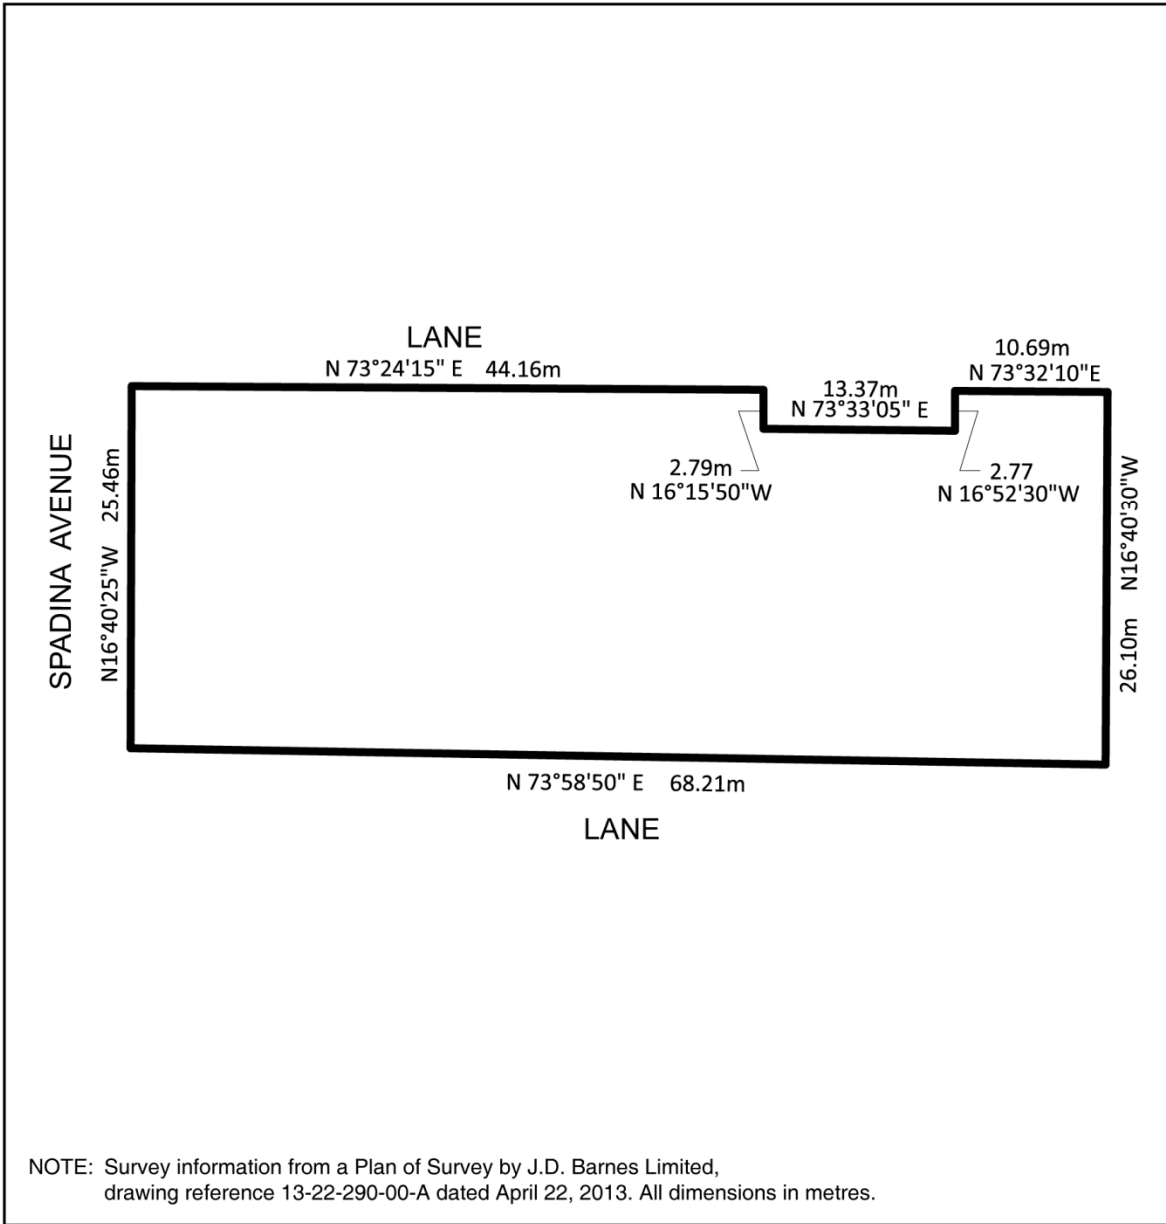 LANE
N 73°24'15" E 44.16m
10.69m
N 73°32'10"E
13.37m
N 73°33'05" E
2.79m
N 16°15'50"W
2.77
N 16°52'30"W
SPADINA AVENUE
N16°40'25"W 25.46m
26.10m N16°40'30"W
N 73°58'50" E 68.21m
LANE
NOTE: Survey information from a Plan of Survey by J.D. Barnes Limited,
drawing reference 13-22-290-00-A dated April 22, 2013. All dimensions in metres.